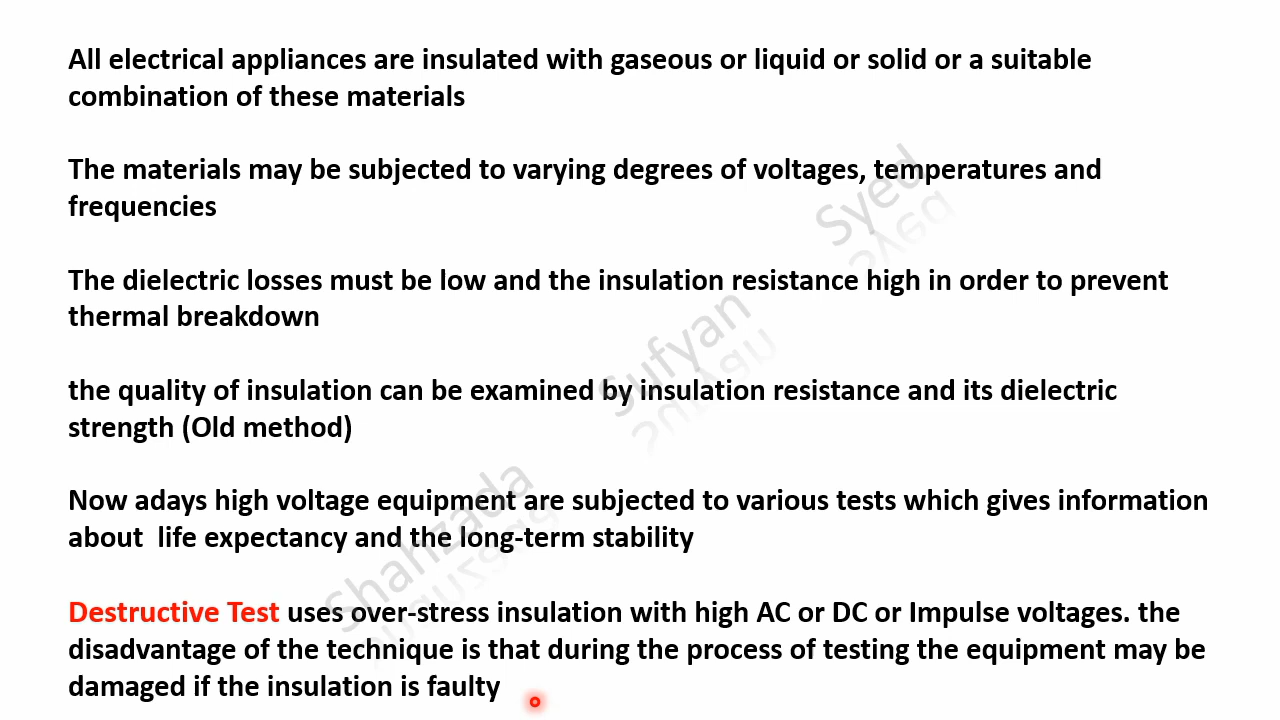 All electrical appliances are insulated with gaseous or liquid or solid or a suitable
combination of these materials
The materials may be subjected to varying degrees of voltages, temperatures and
frequencies
The dielectric losses must be low and the insulation resistance high in order to prevent
thermal breakdown
the quality of insulation can be examined by insulation resistance and its dielectric
strength (Old method)
Now adays high voltage equipment are subjected to various tests which gives information
about  life expectancy and the long-term stability
Destructive Test uses over-stress insulation with high AC or DC or Impulse voltages. the
disadvantage of the technique is that during the process of testing the equipment may be
damaged if the insulation is faulty
Syed
Sufyan
Shahzada